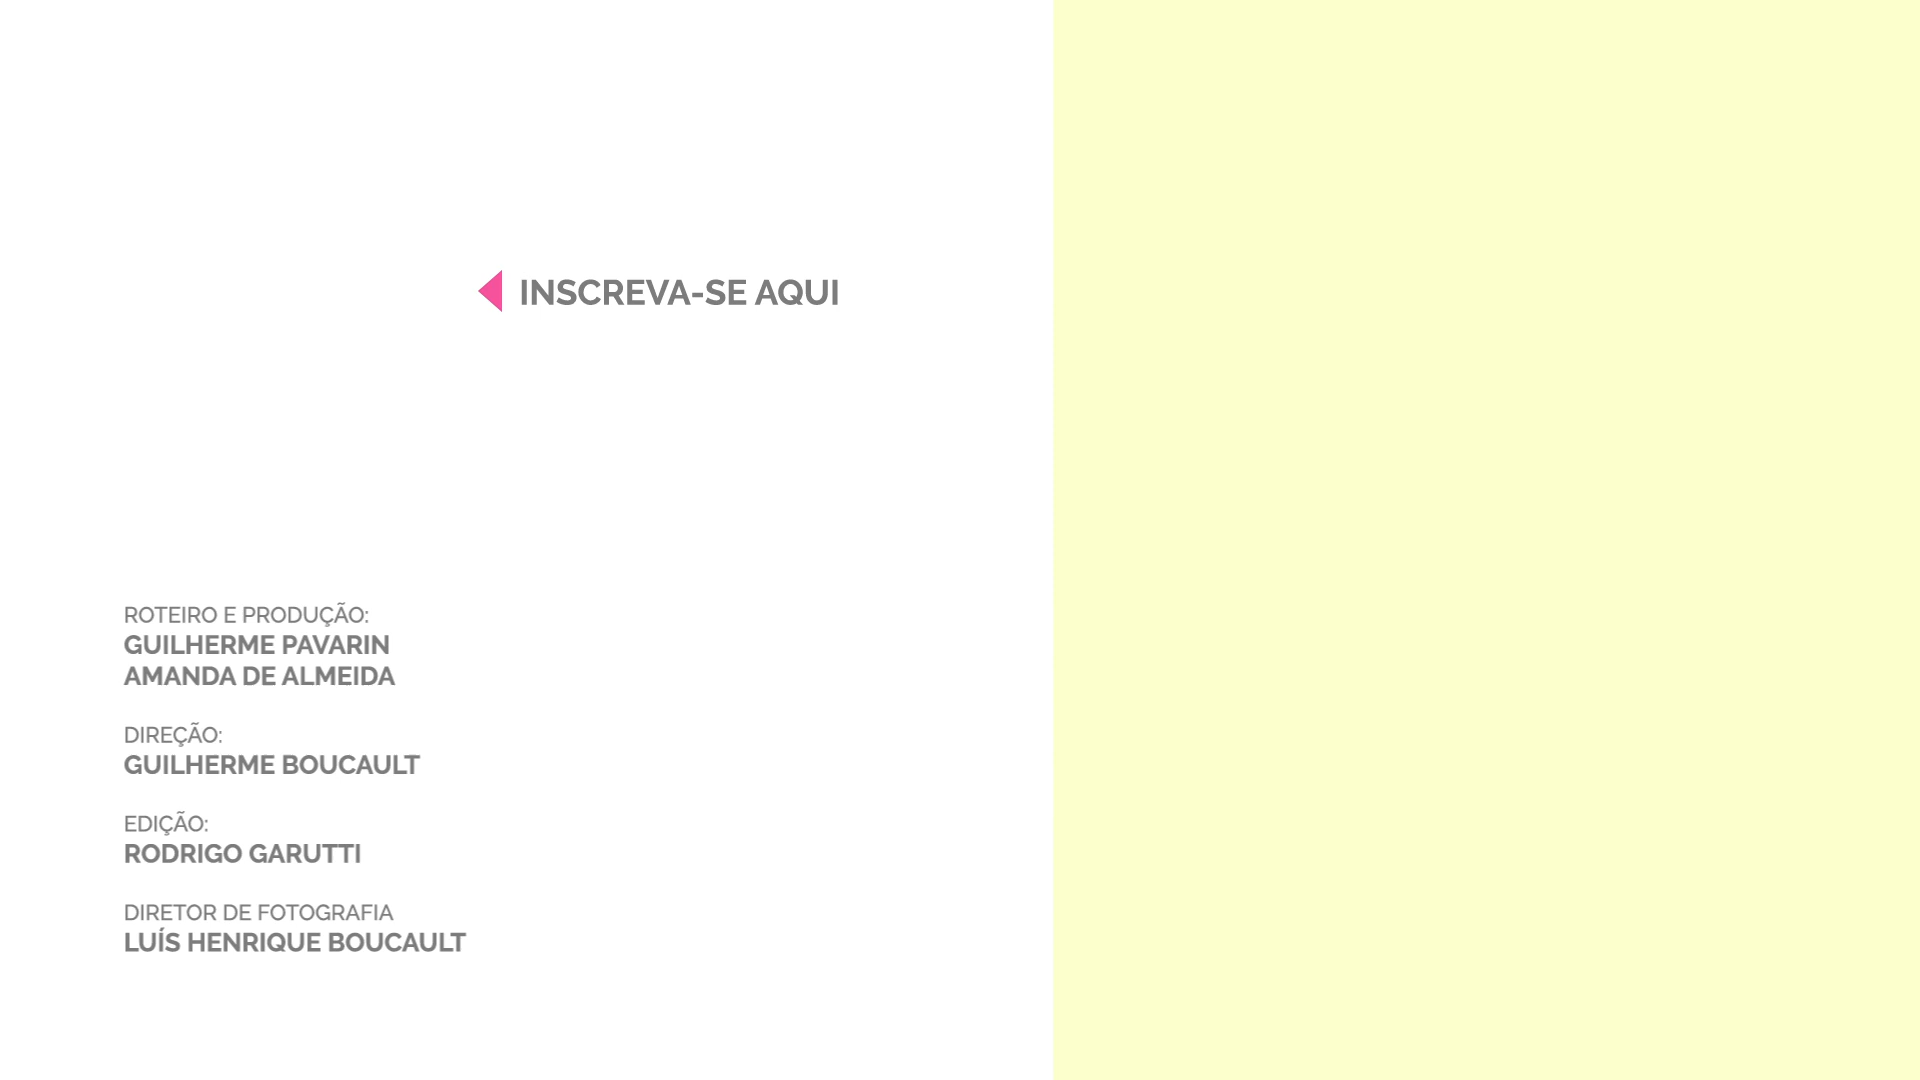 INSCREVA-SE AQUI
ROTEIRO E PRODUÇÃO:
GUILHERME PAVARIN
AMANDA DE ALMEIDA
DIREÇÃO:
GUILHERME BOUCAULT
EDIÇÃO:
RODRIGO GARUTTI
DIRETOR DE FOTOGRAFIA
LUÍS HENRIQUE BOUCAULT